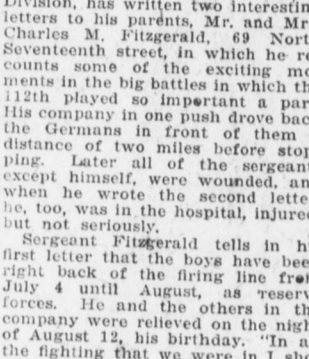 Division, has written two interestin
letters to his parents, Mr. and Mr
Charles M. Fitzgerald, 69 Nort
Seventeenth street, in which he re
counts some of the exciting mo
ments in the big battles in which th
112th played so important a par
His company in one push drove bac
the Germans in front of them
distance of two miles before stop
ping. Later all of the sergeant
except himself, were wounded, an
when he wrote the second lette
he, too, was in the hospital, injure
but not seriously.
Sergeant Fitzgerald tells in h
first letter that the boys have bee
right back of the firing line from
July 4 until August, as reserv
forces. He and the others in th
company were relieved on the nigh
of August 12, his birthday. "In a
the fighting that we were in I sho